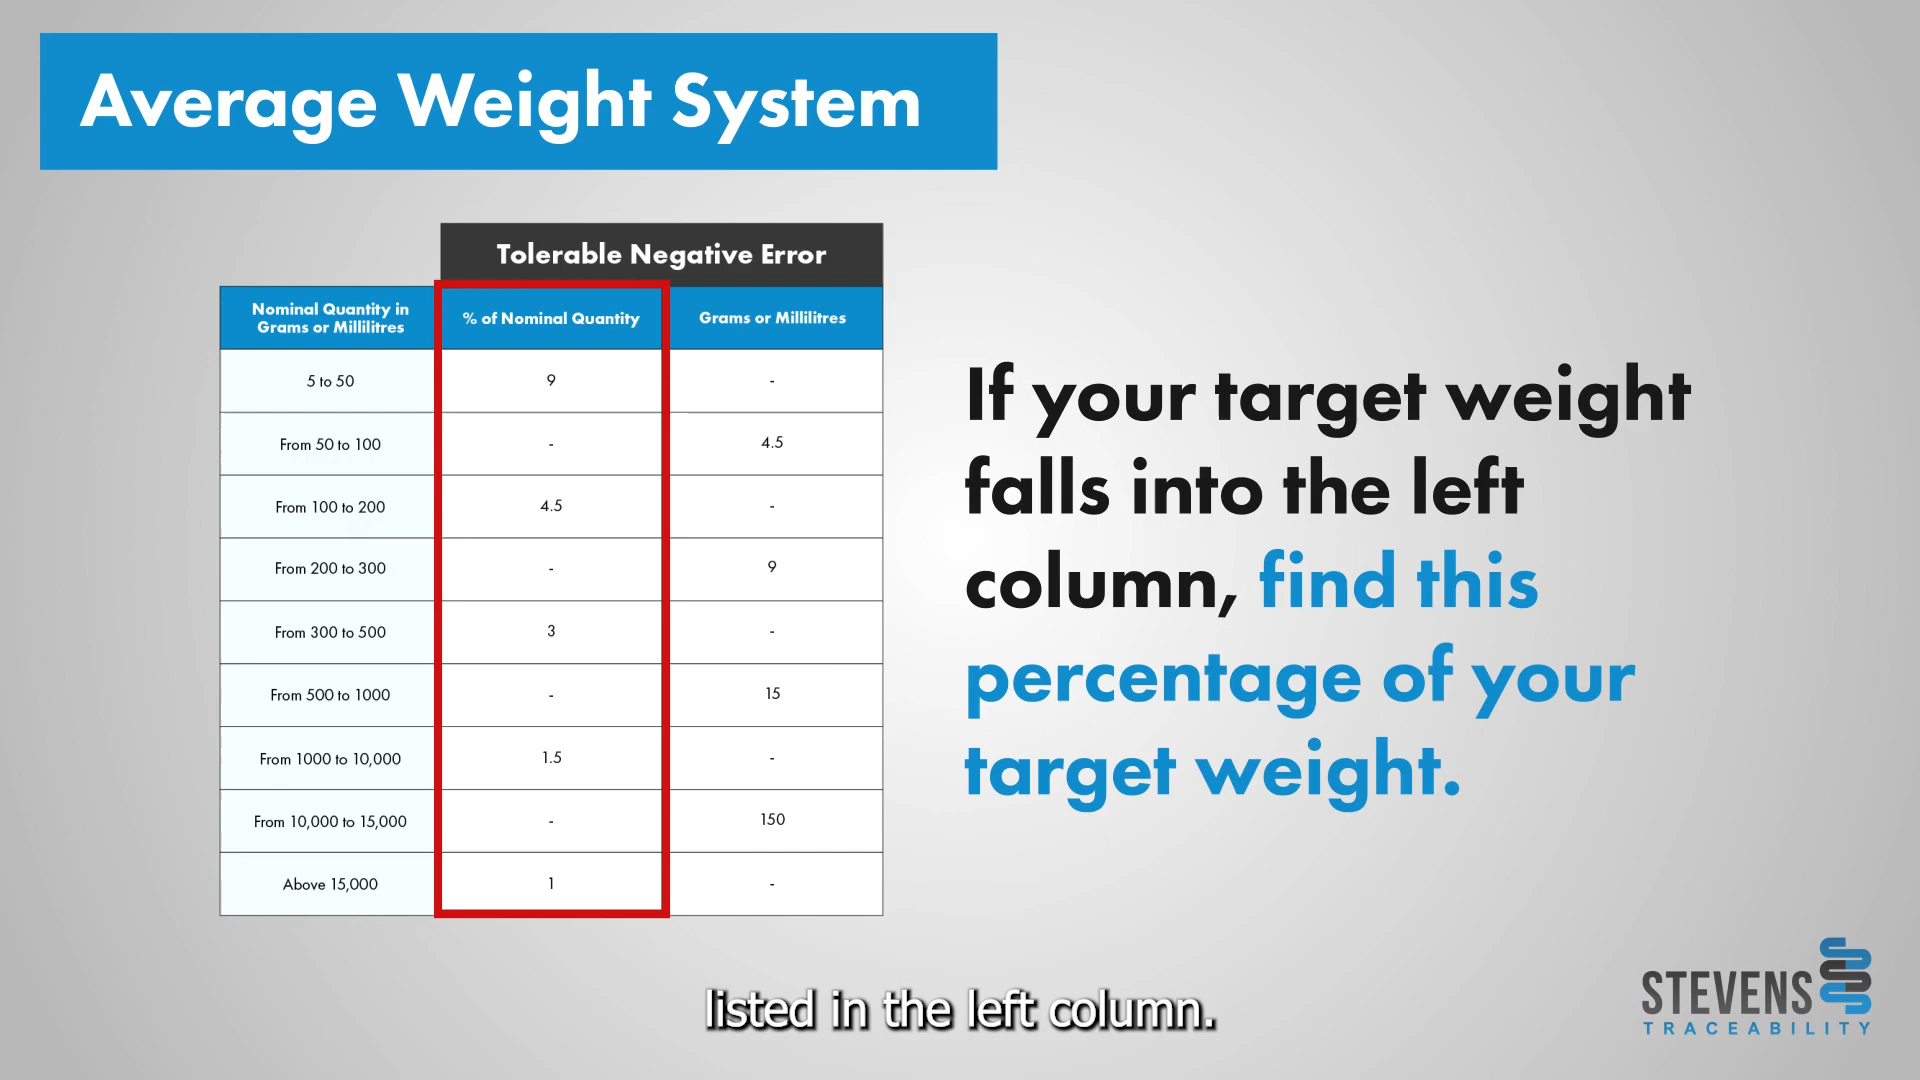 Average Weight System
Tolerable Negative Error
Nominal Quantity in
Grams or Millilitres
% of Nominal Quantity
Grams or Millilitres
5 to 50 9 -
From 50 to 100 - 4.5
From 100 to 200 4.5 -
From 200 to 300 - 9
From 300 to 500 3 -
From 500 to 1000 - 15
From 1000 to 10,000 1.5 -
From 10,000 to 15,000 - 150
Above 15,000 1 -
If your target weight
falls into the left
column, find this
percentage of your
target weight.
listed in the left column.
STEVENS
TRACEABILITY